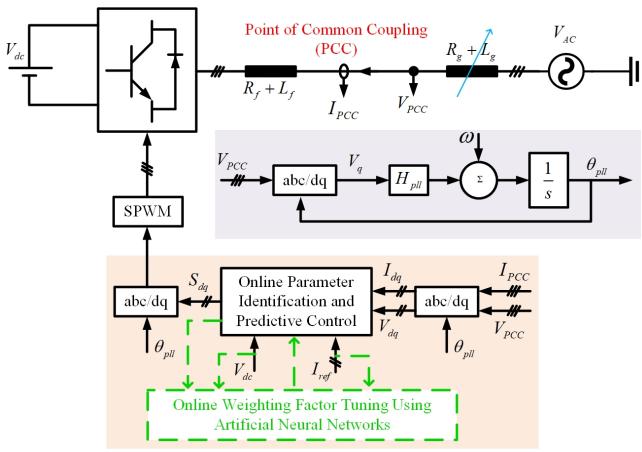 V_dc
Point of Common Coupling
(PCC)
R_f + L_f
I_PCC
V_PCC
R_g + L_g
V_AC
V_PCC
abc/dq
V_q
H_pll
ω
Σ
1
s
θ_pll
SPWM
abc/dq
θ_pll
S_dq
Online Parameter
Identification and
Predictive Control
I_dq
V_dq
abc/dq
I_PCC
V_PCC
θ_pll
V_dc
I_ref
Online Weighting Factor Tuning Using
Artificial Neural Networks